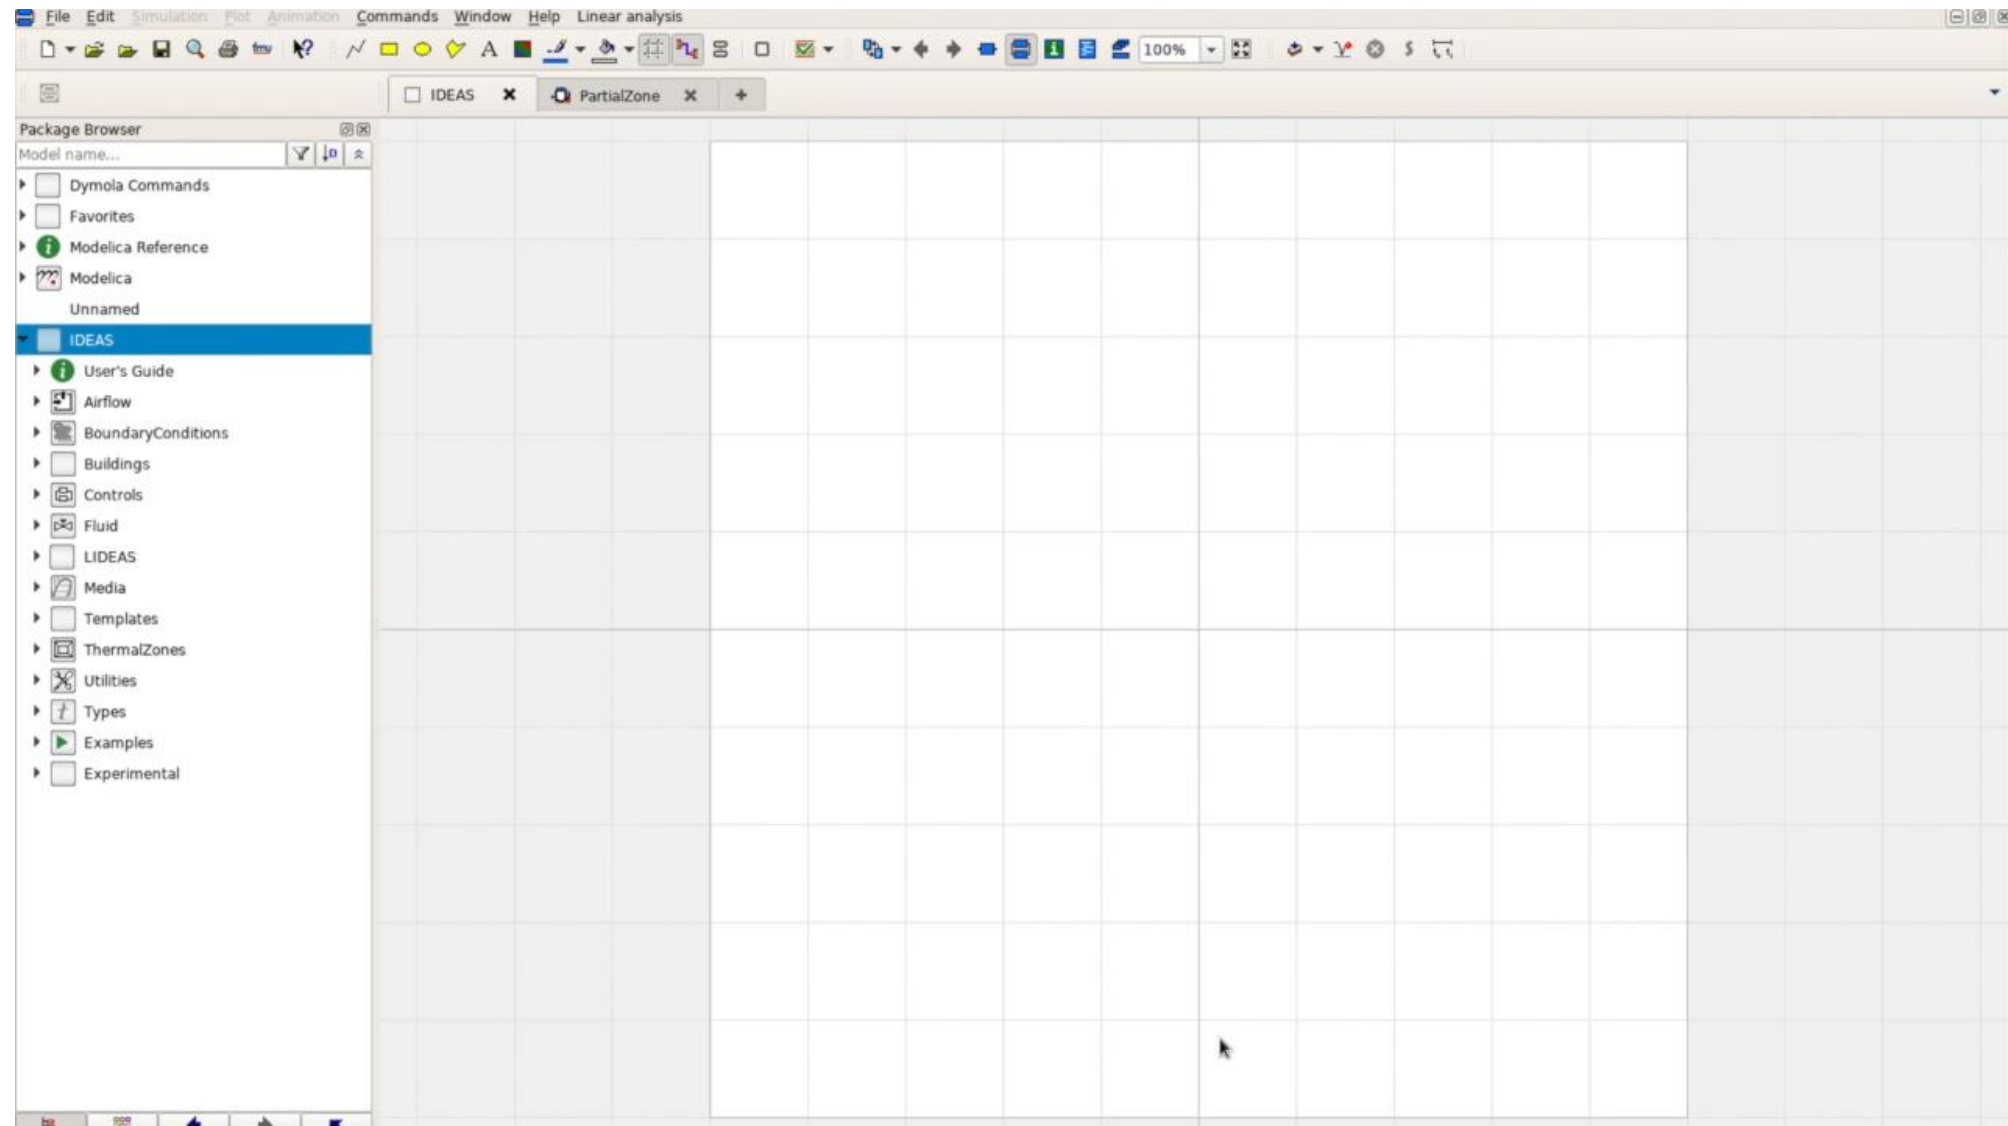 File Edit Simulation Plot Animation Commands Window Help Linear analysis
A 100%
IDEAS PartialZone +
Package Browser
Model name...
Dymola Commands
Favorites
Modelica Reference
Modelica
Unnamed
IDEAS
User's Guide
Airflow
BoundaryConditions
Buildings
Controls
Fluid
LIDEAS
Media
Templates
ThermalZones
Utilities
Types
Examples
Experimental